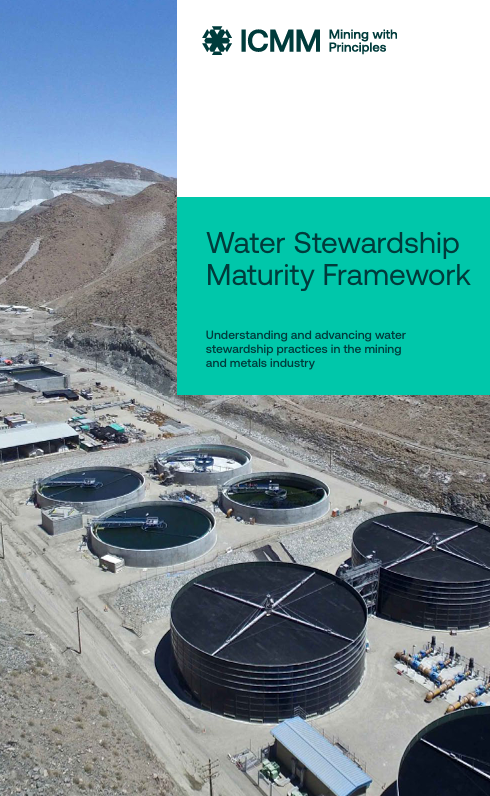 ICMM
Mining with
Principles
Water Stewardship
Maturity Framework
Understanding and advancing water
stewardship practices in the mining
and metals industry